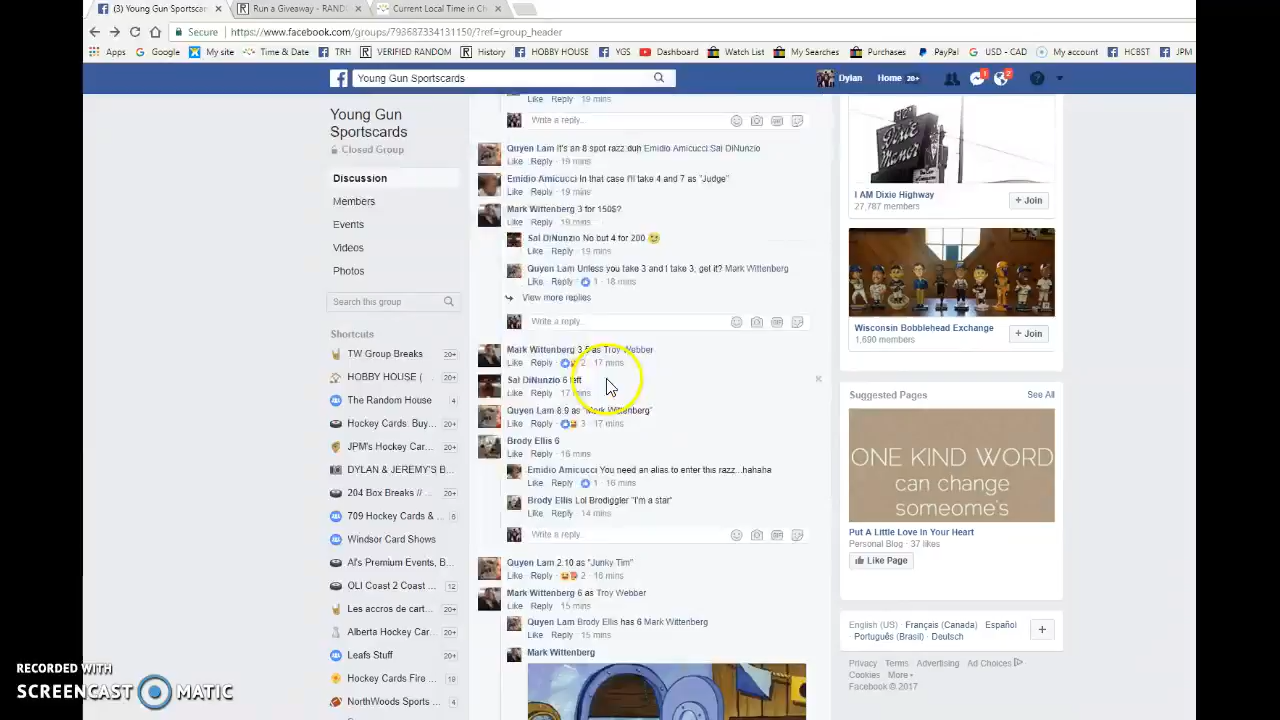 (3) Young Gun Sportscar
Run a Giveaway - RAND
Current Local Time in Ch
Secure
https://www.facebook.com/groups/793687334131150/?ref=group_header
Apps
Google
My site
Time & Date
TRH
VERIFIED RANDOM
History
HOBBY HOUSE
YGS
Dashboard
Watch List
My Searches
Purchases
PayPal
USD - CAD
My account
HCBST
JPM
Young Gun Sportscards
Dylan
Home 20+
1
2
Young Gun
Sportscards
Closed Group
Discussion
Members
Events
Videos
Photos
Search this group
Shortcuts
TW Group Breaks 20+
HOBBY HOUSE ( 20+
The Random House 4
Hockey Cards: Buy... 20+
JPM's Hockey Car... 20+
DYLAN & JEREMY'S B...
204 Box Breaks // ... 20+
709 Hockey Cards & ... 6
Windsor Card Shows
Al's Premium Events, B...
OLI Coast 2 Coast ... 12
Les accros de cart... 20+
Alberta Hockey Car... 20+
Leafs Stuff 20+
Hockey Cards Fire ... 19
NorthWoods Sports ... 4
Like Reply 19 mins
Write a reply...
Quyen Lam It's an 8 spot razz duh Emidio Amicucci Sal DiNunzio
Like Reply 19 mins
Emidio Amicucci In that case I'll take 4 and 7 as "Judge"
Like Reply 19 mins
Mark Wittenberg 3 for 150$?
Like Reply 19 mins
Sal DiNunzio No but 4 for 200
Like Reply 19 mins
Quyen Lam Unless you take 3 and I take 3, get it? Mark Wittenberg
Like Reply 1 18 mins
View more replies
Write a reply...
Mark Wittenberg 3,5 as Troy Webber
Like Reply 2 17 mins
Sal DiNunzio 6 left
Like Reply 17 mins
Quyen Lam 8.9 as "Mark Wittenberg"
Like Reply 3 17 mins
Brody Ellis 6
Like Reply 16 mins
Emidio Amicucci You need an alias to enter this razz...hahaha
Like Reply 1 16 mins
Brody Ellis Lol Brodiggler "I'm a star"
Like Reply 14 mins
Write a reply...
Quyen Lam 2.10 as "Junky Tim"
Like Reply 2 16 mins
Mark Wittenberg 6 as Troy Webber
Like Reply 15 mins
Quyen Lam Brody Ellis has 6 Mark Wittenberg
Like Reply 15 mins
Mark Wittenberg
Dixie
Manor
I AM Dixie Highway
27,787 members
+ Join
Wisconsin Bobblehead Exchange
1,690 members
+ Join
Suggested Pages
See All
ONE KIND WORD
can change
someome's
Put A Little Love in Your Heart
Personal Blog · 37 likes
Like Page
English (US) · Français (Canada) · Español ·
Português (Brasil) · Deutsch
+
Privacy · Terms · Advertising · Ad Choices
Cookies · More
Facebook © 2017
RECORDED WITH
SCREENCAST MATIC